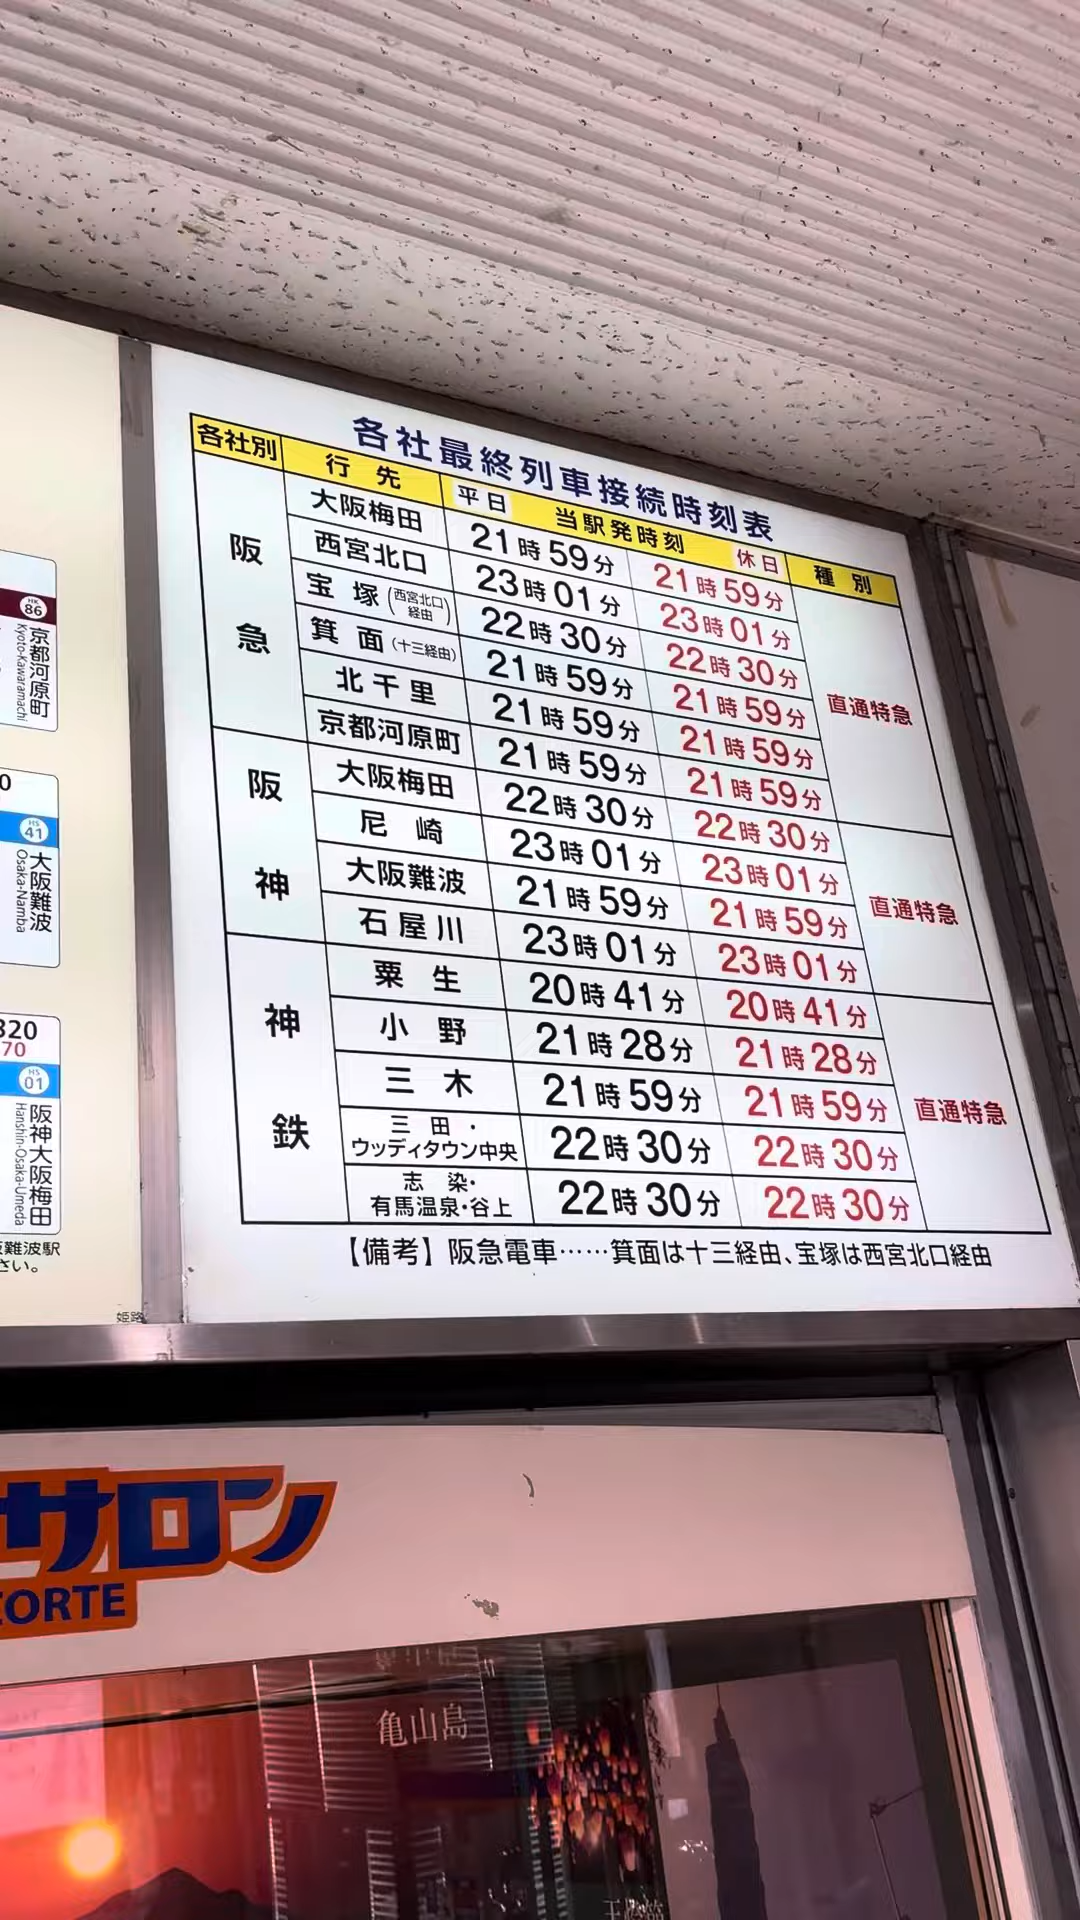 各社最終列車接続時刻表
各社別 行先 平日 当駅発時刻 休日 種別
阪急 大阪梅田 21時59分 21時59分 直通特急
西宮北口 23時01分 23時01分
宝塚(西宮北口経由) 22時30分 22時30分
箕面(十三経由) 21時59分 21時59分
北千里 21時59分 21時59分
京都河原町 21時59分 21時59分
阪神 大阪梅田 22時30分 22時30分 直通特急
尼崎 23時01分 23時01分
大阪難波 21時59分 21時59分
石屋川 23時01分 23時01分
神鉄 粟生 20時41分 20時41分 直通特急
小野 21時28分 21時28分
三木 21時59分 21時59分
三田・ウッディタウン中央 22時30分 22時30分
志染・有馬温泉・谷上 22時30分 22時30分
【備考】阪急電車……箕面は十三経由、宝塚は西宮北口経由
HK 86
京都河原町
Kyoto-Kawaramachi
HS 41
大阪難波
Osaka-Namba
320
70
HS 01
阪神大阪梅田
Hanshin-Osaka-Umeda
難波駅
さい。
姫路
サロン
CORTE
亀山島